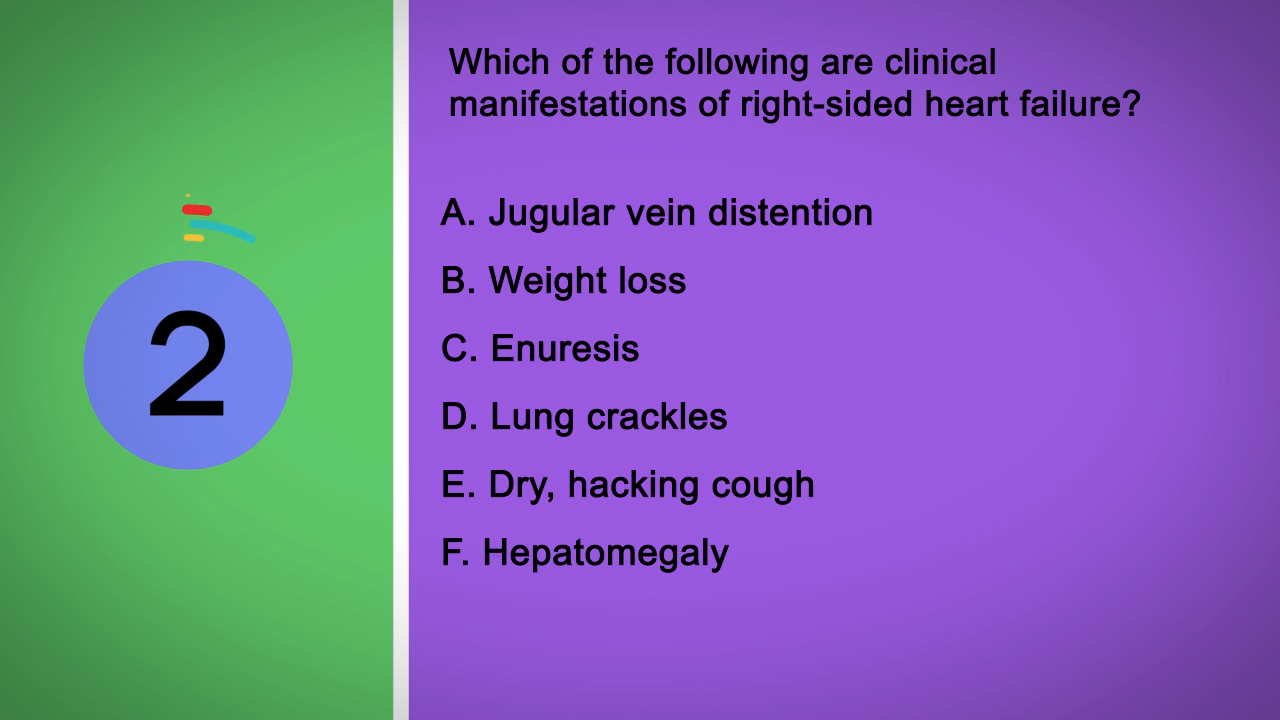 Which of the following are clinical
manifestations of right-sided heart failure?
2
A. Jugular vein distention
B. Weight loss
C. Enuresis
D. Lung crackles
E. Dry, hacking cough
F. Hepatomegaly